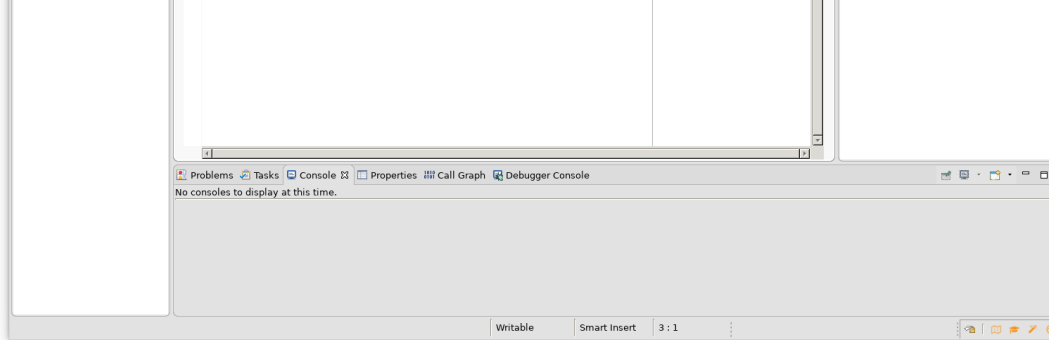 Problems Tasks Console Properties Call Graph Debugger Console
No consoles to display at this time.
Writable Smart Insert 3 : 1